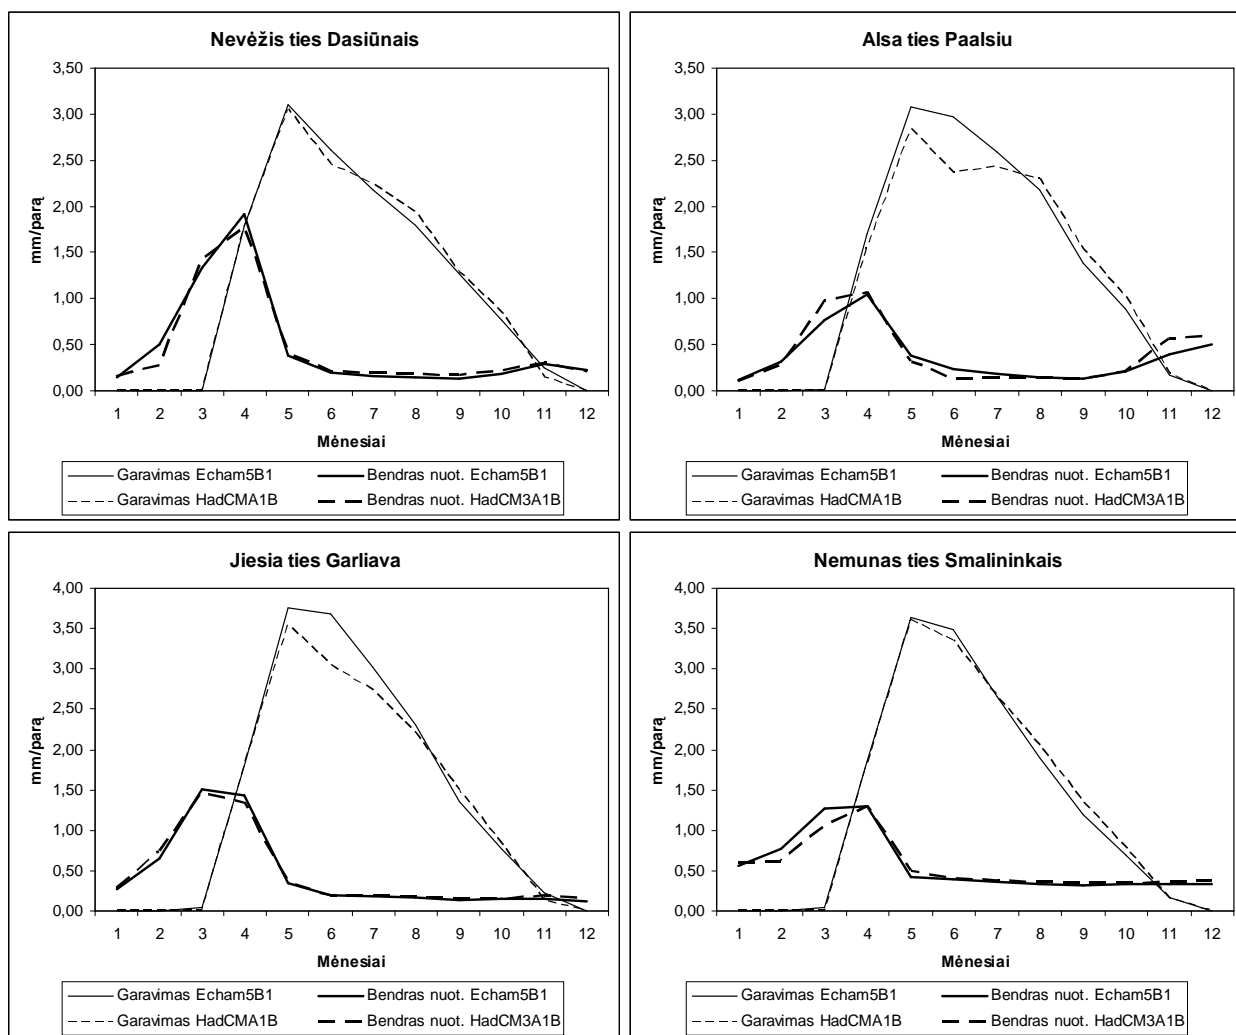 Nevėžis ties Dasiūnais
3,50
3,00
2,50
2,00
1,50
1,00
0,50
0,00
mm/parą
1 2 3 4 5 6 7 8 9 10 11 12
Mėnesiai
Garavimas Echam5B1 Bendras nuot. Echam5B1
Garavimas HadCMA1B Bendras nuot. HadCM3A1B
Alsa ties Paalsiu
3,50
3,00
2,50
2,00
1,50
1,00
0,50
0,00
mm/parą
1 2 3 4 5 6 7 8 9 10 11 12
Mėnesiai
Garavimas Echam5B1 Bendras nuot. Echam5B1
Garavimas HadCMA1B Bendras nuot. HadCM3A1B
Jiesia ties Garliava
4,00
3,50
3,00
2,50
2,00
1,50
1,00
0,50
0,00
mm/parą
1 2 3 4 5 6 7 8 9 10 11 12
Mėnesiai
Garavimas Echam5B1 Bendras nuot. Echam5B1
Garavimas HadCMA1B Bendras nuot. HadCM3A1B
Nemunas ties Smalininkais
4,00
3,50
3,00
2,50
2,00
1,50
1,00
0,50
0,00
mm/parą
1 2 3 4 5 6 7 8 9 10 11 12
Mėnesiai
Garavimas Echam5B1 Bendras nuot. Echam5B1
Garavimas HadCMA1B Bendras nuot. HadCM3A1B